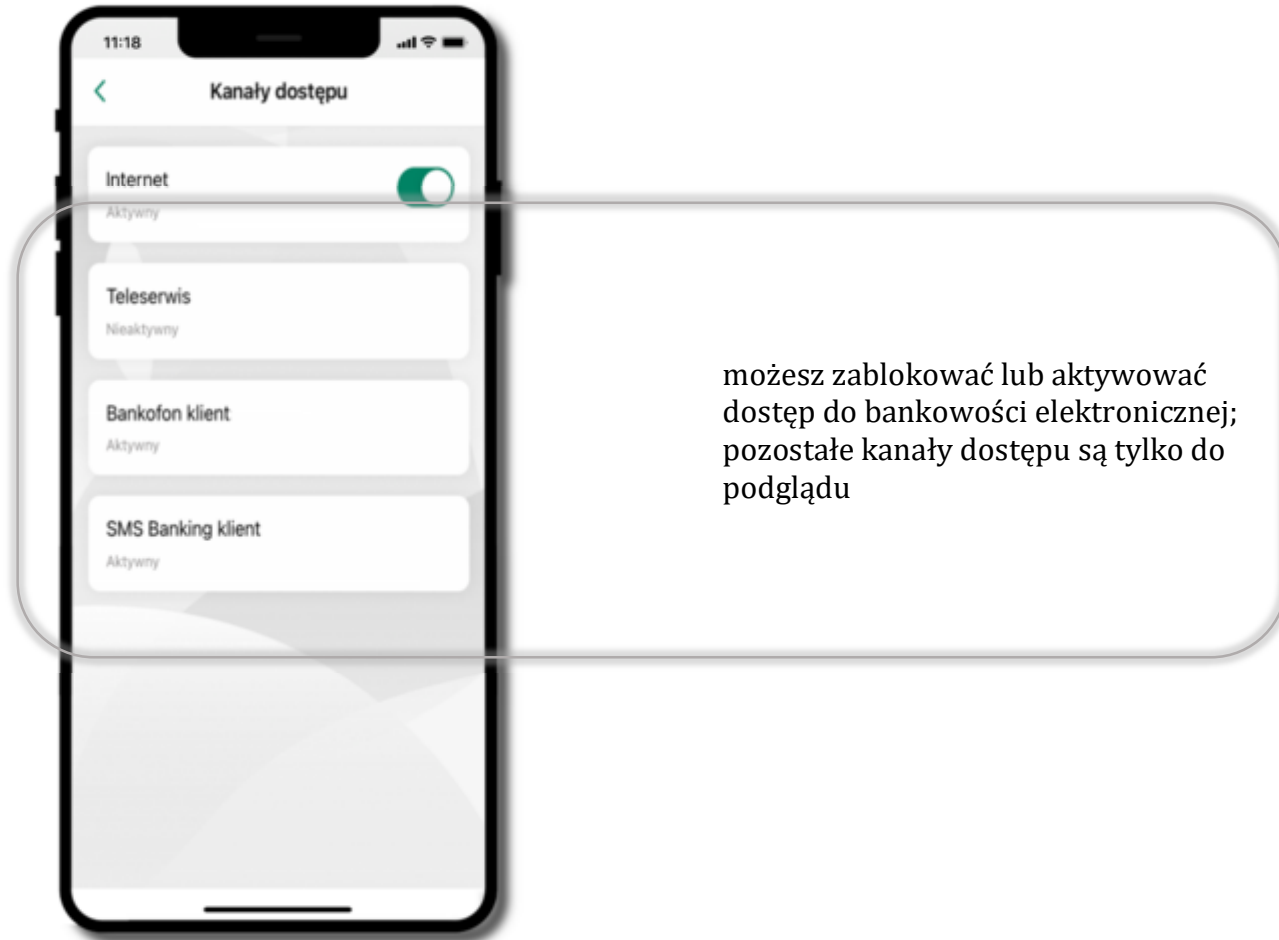 11:18
Kanały dostępu
Internet
Aktywny
Teleserwis
Nieaktywny
Bankofon klient
Aktywny
SMS Banking klient
Aktywny
możesz zablokować lub aktywować
dostęp do bankowości elektronicznej;
pozostałe kanały dostępu są tylko do
podglądu